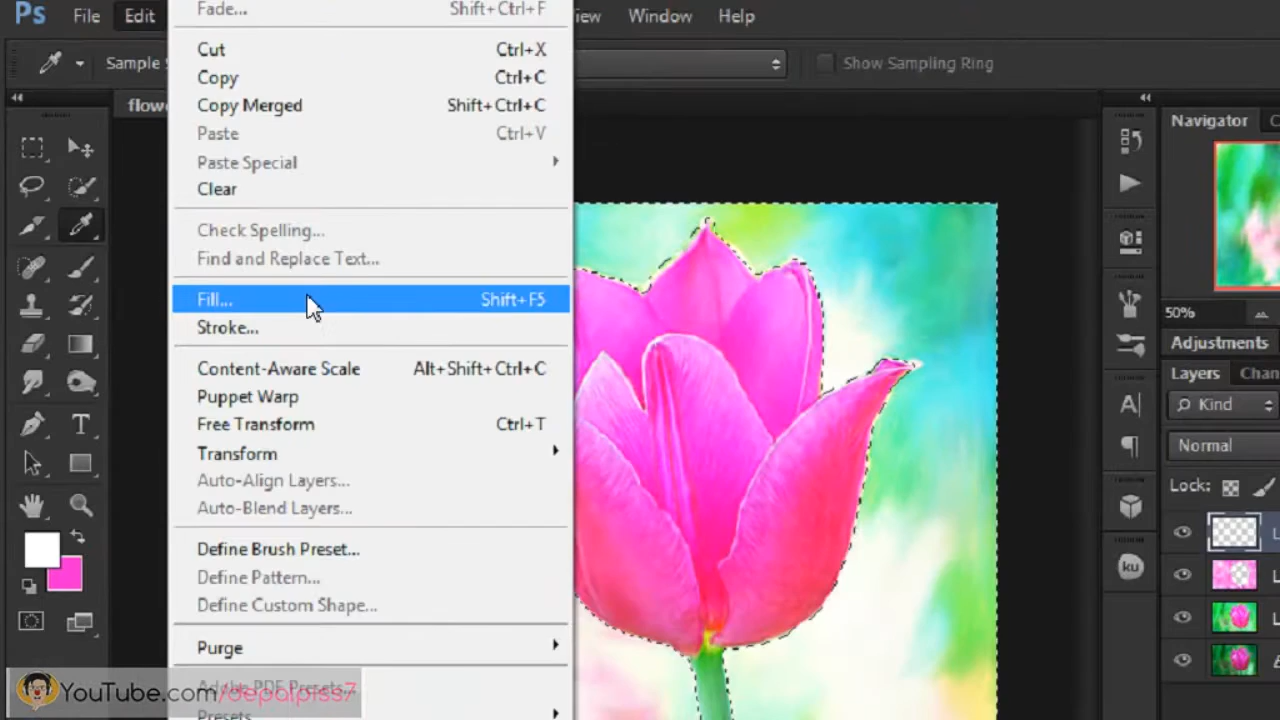 Ps File Edit iew Window Help
Fade... Shift+Ctrl+F
Sample S Show Sampling Ring
Cut Ctrl+X
Copy Ctrl+C
flowe
Copy Merged Shift+Ctrl+C
Navigator C
Paste Ctrl+V
Paste Special
Clear
Check Spelling...
Find and Replace Text...
Fill... Shift+F5
50%
Stroke...
Adjustments
Content-Aware Scale Alt+Shift+Ctrl+C
Layers Chan
Puppet Warp
Kind
Free Transform Ctrl+T
Transform
Normal
Auto-Align Layers...
Lock:
Auto-Blend Layers...
Define Brush Preset...
ku
Define Pattern...
Define Custom Shape...
Purge
Adobe PDF Presets...
YouTube.com/depalpiss7
Presets